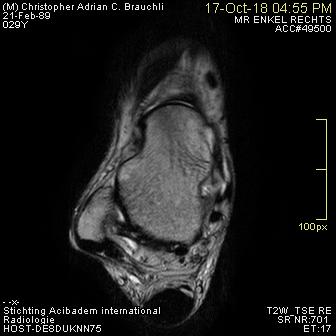 (M) Christopher Adrian C. Brauchli
21-Feb-89
029Y
17-Oct-18 04:55 PM
MR ENKEL RECHTS
ACC#49500
100px
--x-
Stichting Acibadem international
Radiologie
HOST-DE8DUKNN75
T2W_TSE RE
SR NR:701
ET:17